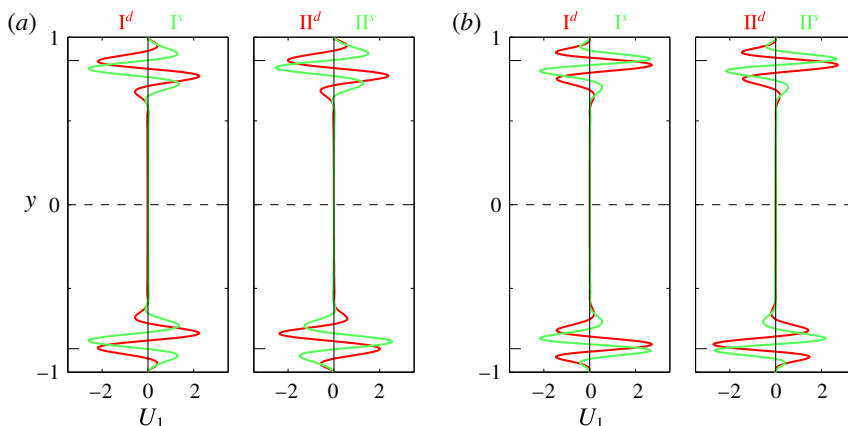 (a) I^d I^s II^d II^s (b) I^d I^s II^d II^s
1 1
y 0 0
−1 −1
−2 0 2 −2 0 2 −2 0 2 −2 0 2
U₁ U₁